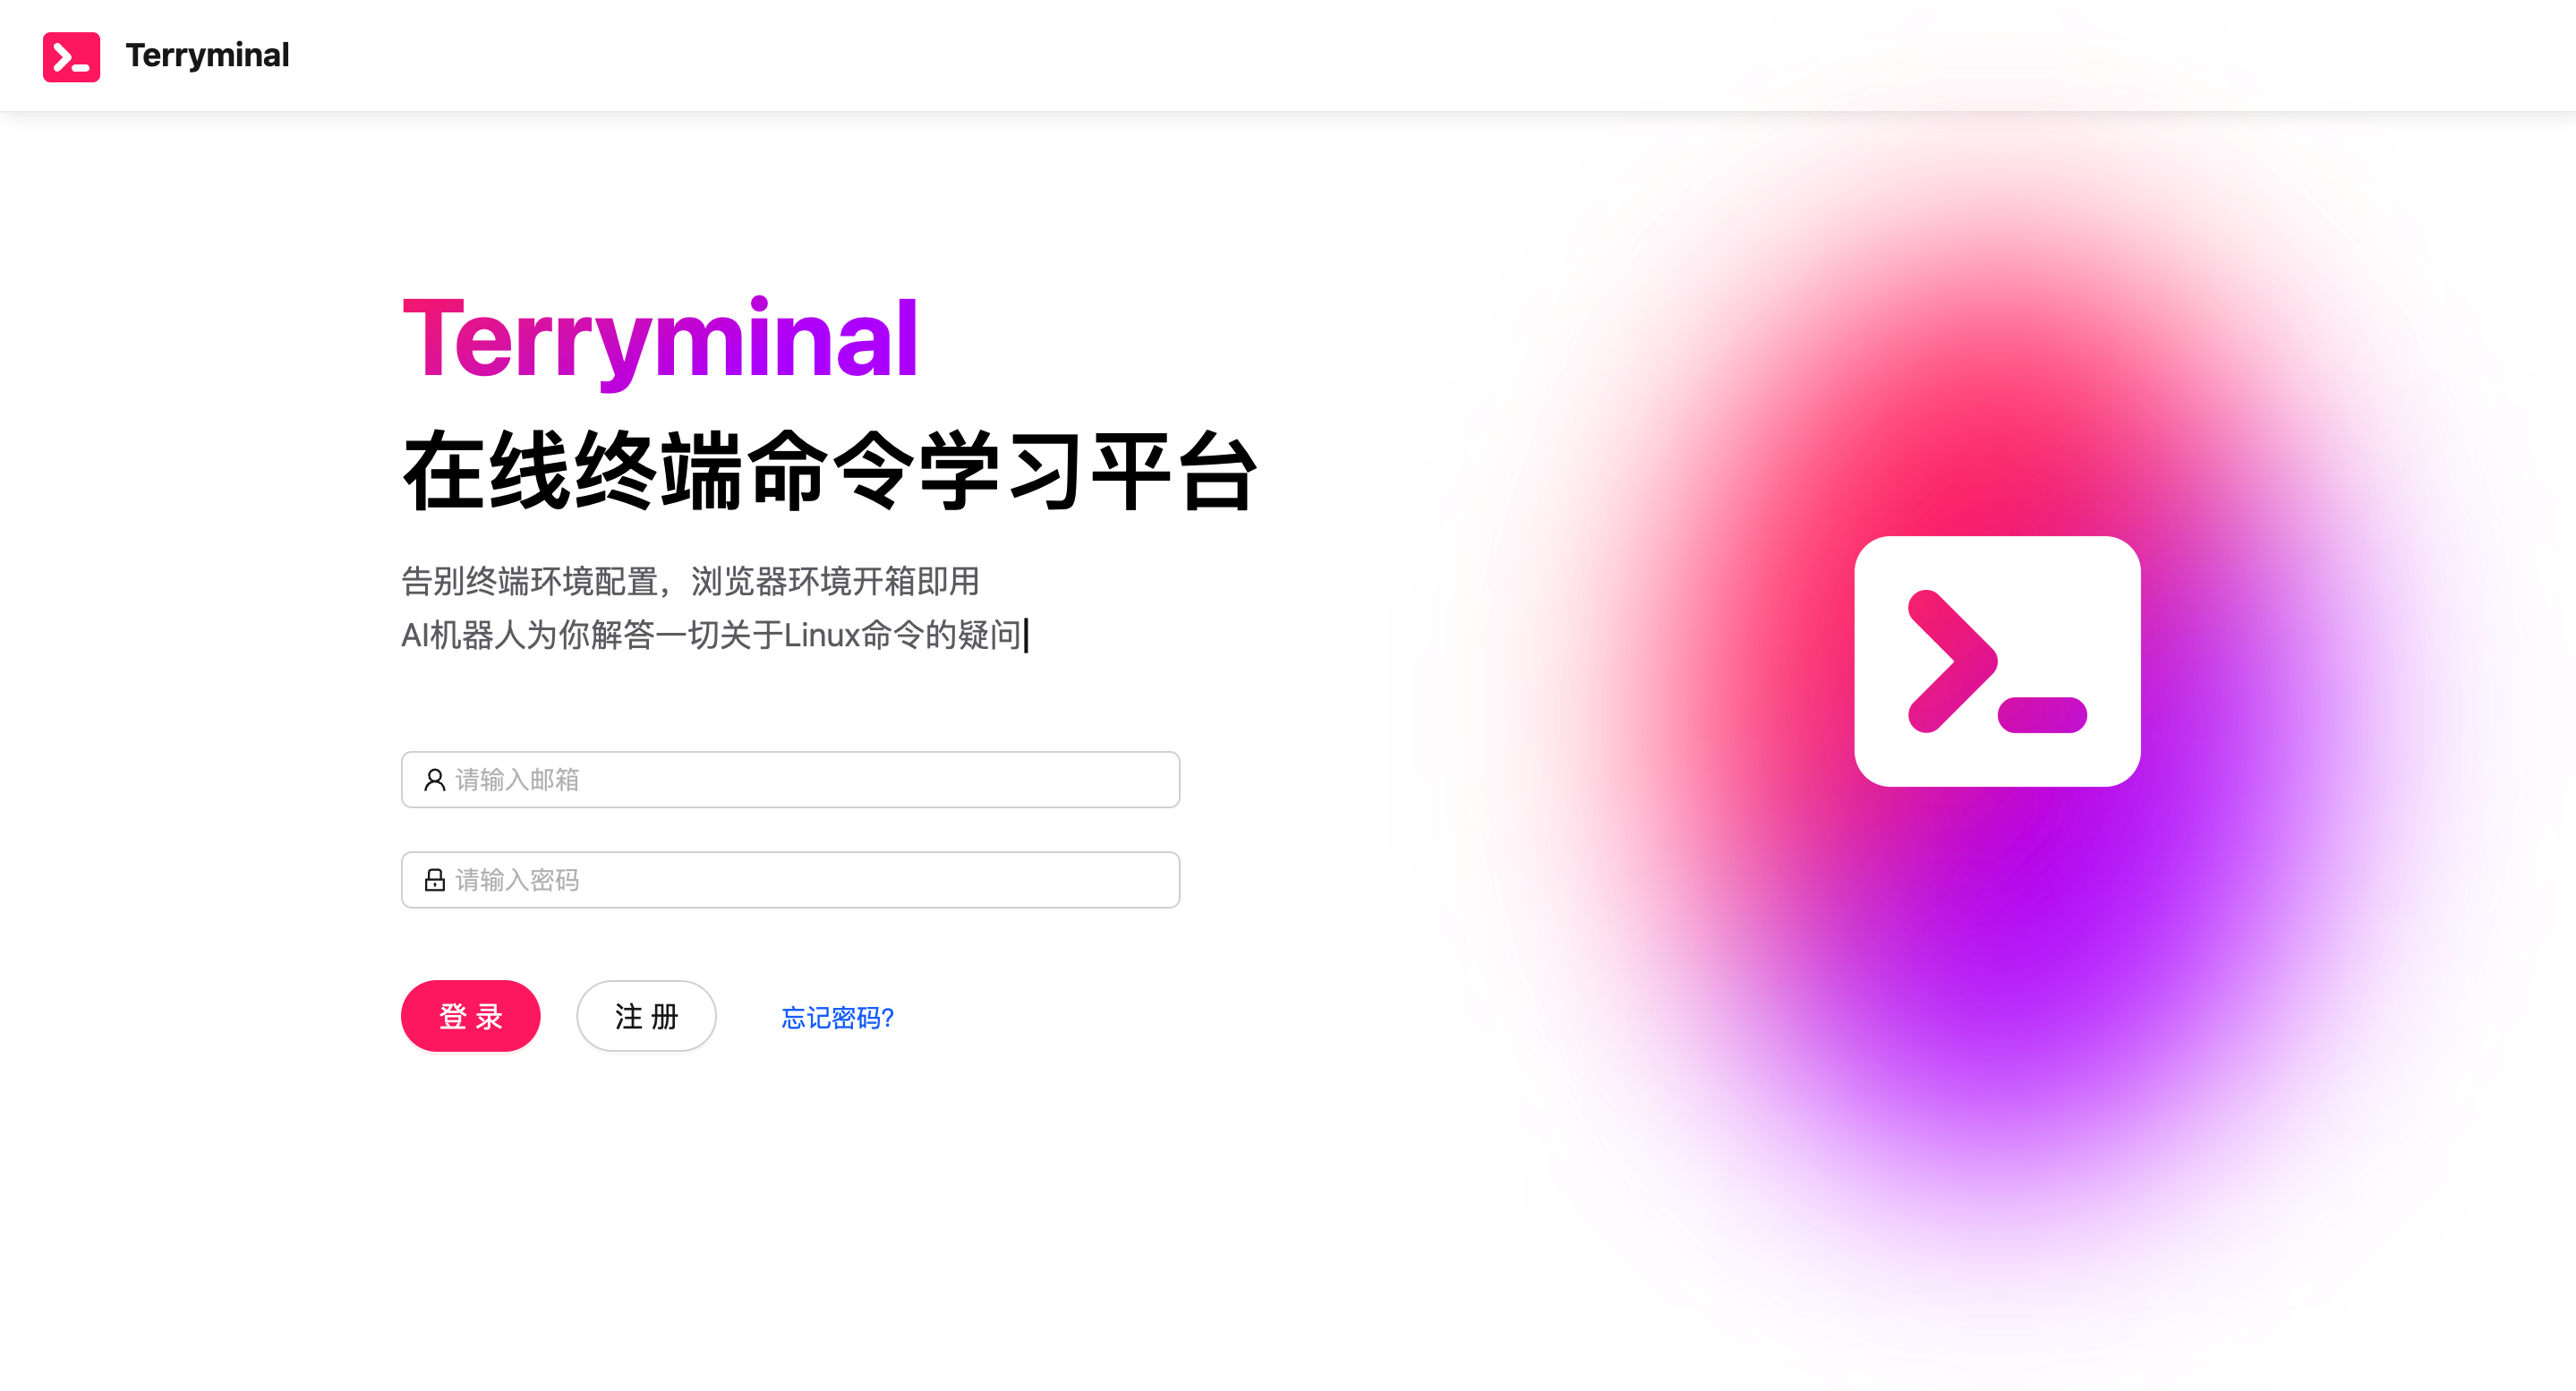 Terryminal
Terryminal
在线终端命令学习平台
告别终端环境配置，浏览器环境开箱即用
AI机器人为你解答一切关于Linux命令的疑问
请输入邮箱
请输入密码
登 录
注 册
忘记密码?